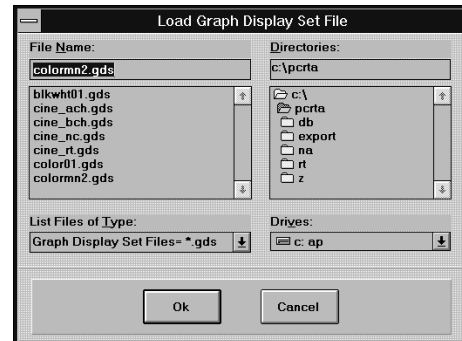 Load Graph Display Set File
File Name:
colormn2.gds
blkwht01.gds
cine_ach.gds
cine_bch.gds
cine_nc.gds
cine_rt.gds
color01.gds
colormn2.gds
List Files of Type:
Graph Display Set Files= *.gds
Directories:
c:\pcrta
c:\
pcrta
db
export
na
rt
z
Drives:
c: ap
Ok
Cancel